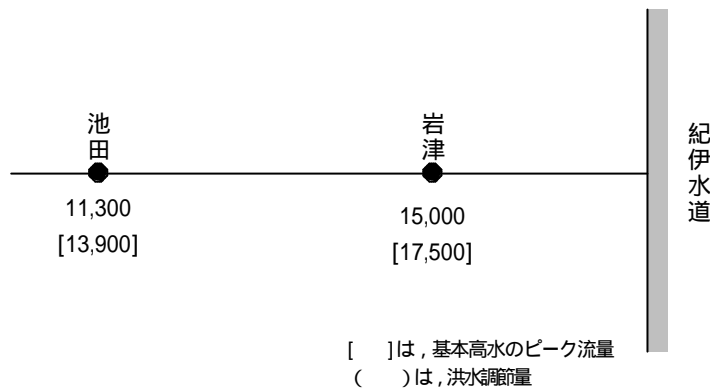 池田
岩津
紀伊水道
11,300
[13,900]
15,000
[17,500]
[　]は，基本高水のピーク流量
(　)は，洪水調節量